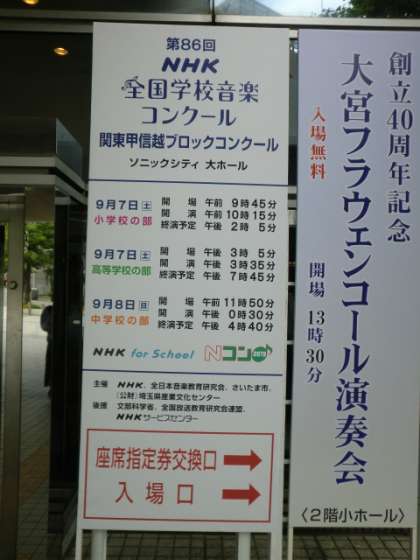 第86回
NHK
全国学校音楽
コンクール
関東甲信越ブロックコンクール
ソニックシティ 大ホール
9月7日㊏ 開場 午前 9時45分
小学校の部 開演 午前 10時15分
終演予定 午後 2時 5分
9月7日㊏ 開場 午後 3時 5分
高等学校の部 開演 午後 3時35分
終演予定 午後 7時45分
9月8日㊐ 開場 午前 11時50分
中学校の部 開演 午後 0時30分
終演予定 午後 4時40分
NHK for School Nコン2019
主催 NHK、全日本音楽教育研究会、さいたま市、
(公財)埼玉県産業文化センター
後援 文部科学省、全国放送教育研究会連盟、
NHKサービスセンター
座席指定券交換口
入場口
創立40周年記念
大宮フラウェンコール演奏会
入場無料
開場 13時30分
〈2階小ホール〉